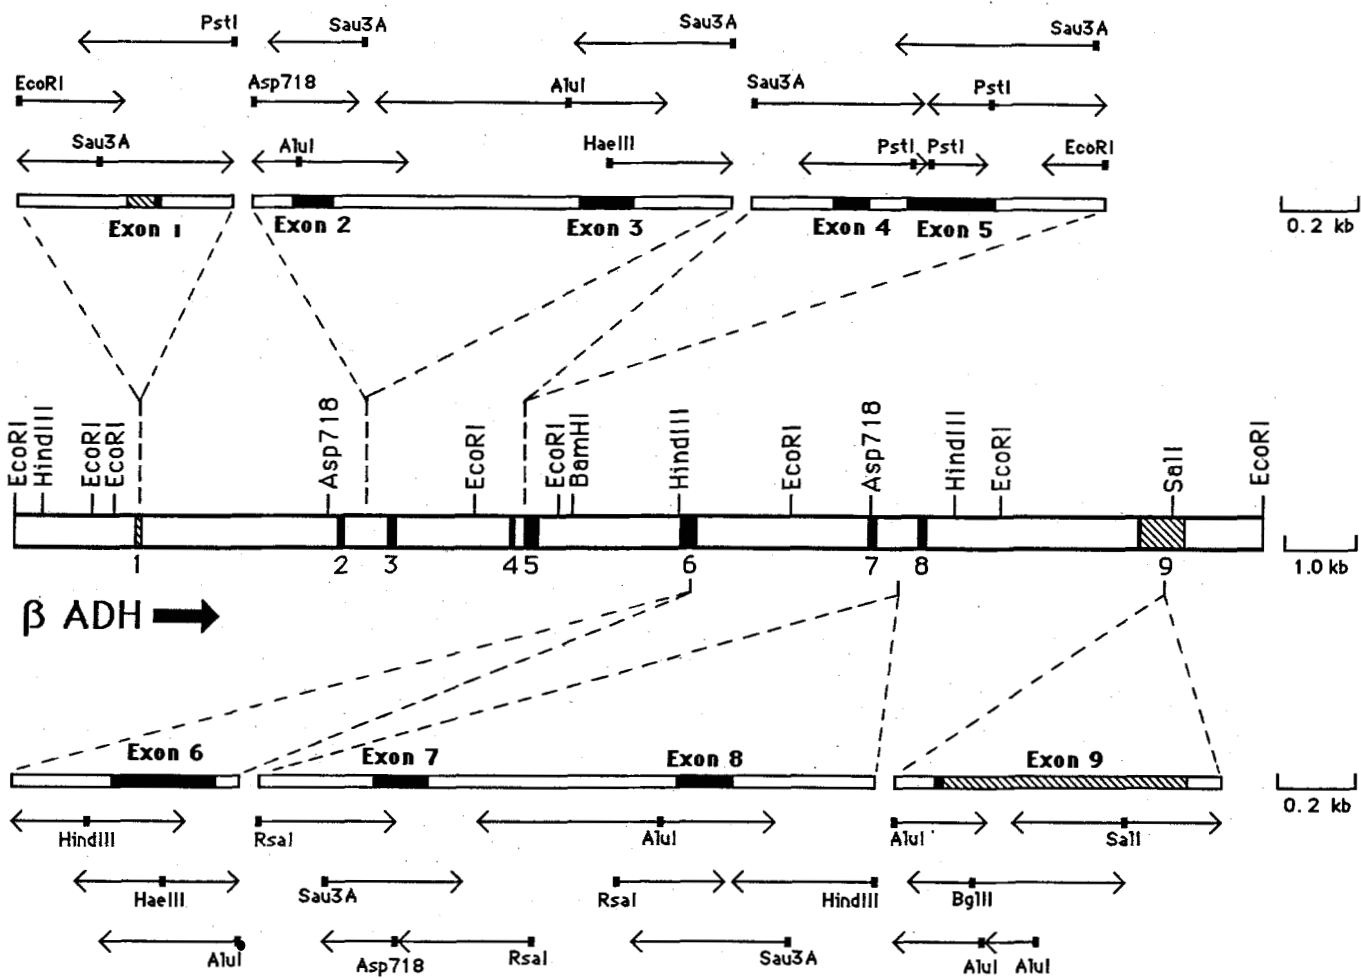 PstI Sau3A Sau3A Sau3A
EcoRI Asp718 AluI Sau3A PstI
Sau3A AluI HaeIII PstI PstI EcoRI
Exon 1 Exon 2 Exon 3 Exon 4 Exon 5 0.2 kb
EcoRI HindIII EcoRI EcoRI Asp718 EcoRI EcoRI BamHI HindIII EcoRI Asp718 HindIII EcoRI SalI EcoRI
1 2 3 4 5 6 7 8 9 1.0 kb
β ADH
Exon 6 Exon 7 Exon 8 Exon 9
0.2 kb
HindIII RsaI AluI AluI SalI
HaeIII Sau3A RsaI HindIII BglII
AluI Asp718 RsaI Sau3A AluI AluI